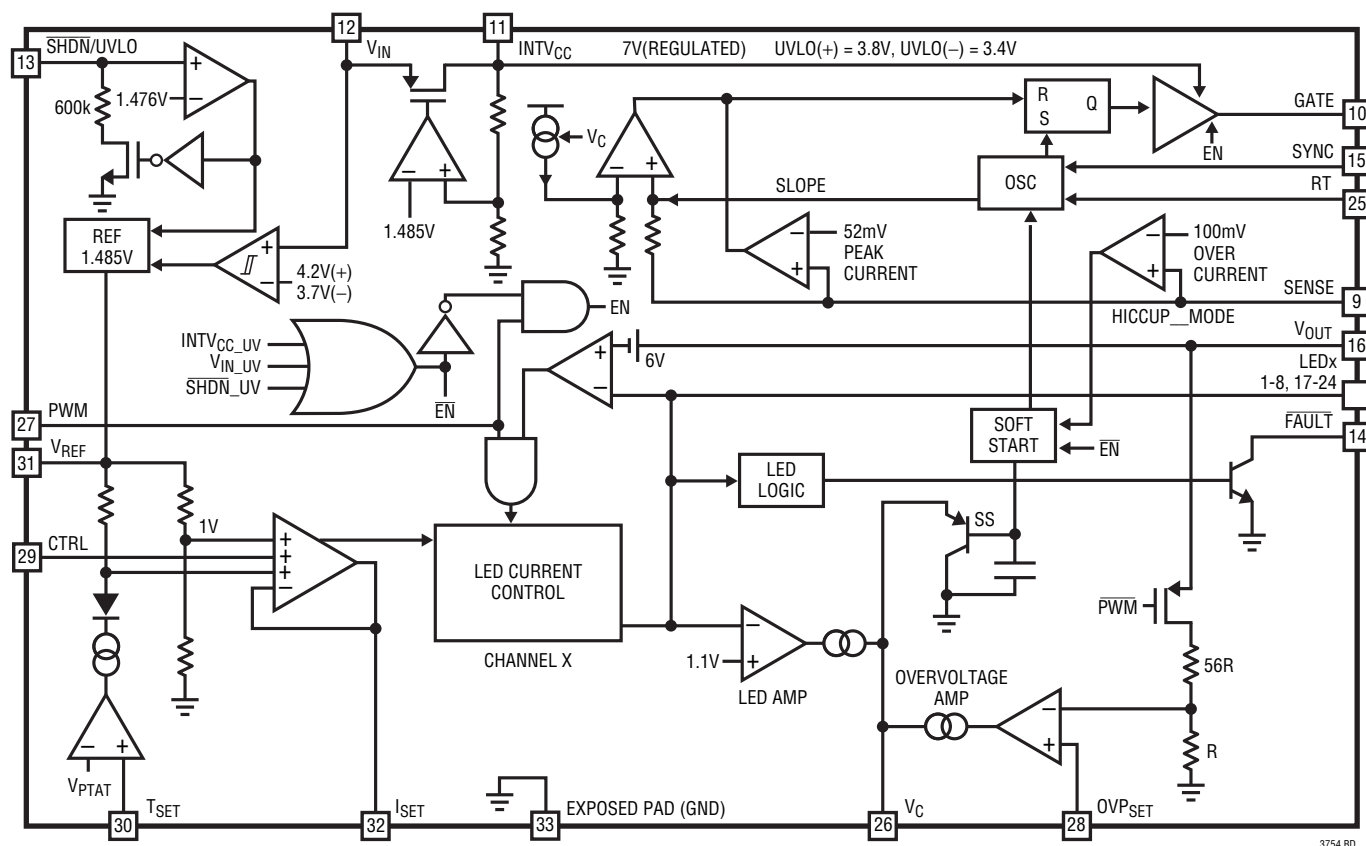 12
11
SHDN/UVLO
VIN
INTVCC
7V(REGULATED)
UVLO(+) = 3.8V, UVLO(–) = 3.4V
13
+
–
1.476V
600k
R
S
Q
GATE
10
VC
EN
SYNC
15
–
+
–
+
SLOPE
OSC
RT
25
REF
1.485V
1.485V
+
–
4.2V(+)
3.7V(–)
–
+
52mV
PEAK
CURRENT
–
+
100mV
OVER
CURRENT
SENSE
9
EN
HICCUP__MODE
INTVCC_UV
VIN_UV
SHDN_UV
+
–
6V
VOUT
16
LEDx
1-8, 17-24
EN
PWM
27
SOFT
START
EN
FAULT
14
VREF
31
LED
LOGIC
1V
SS
CTRL
29
+
+
+
–
LED CURRENT
CONTROL
PWM
CHANNEL X
–
+
1.1V
LED AMP
56R
OVERVOLTAGE
AMP
–
+
R
–
+
VPTAT
TSET
ISET
EXPOSED PAD (GND)
VC
OVPSET
30
32
33
26
28
3754 BD